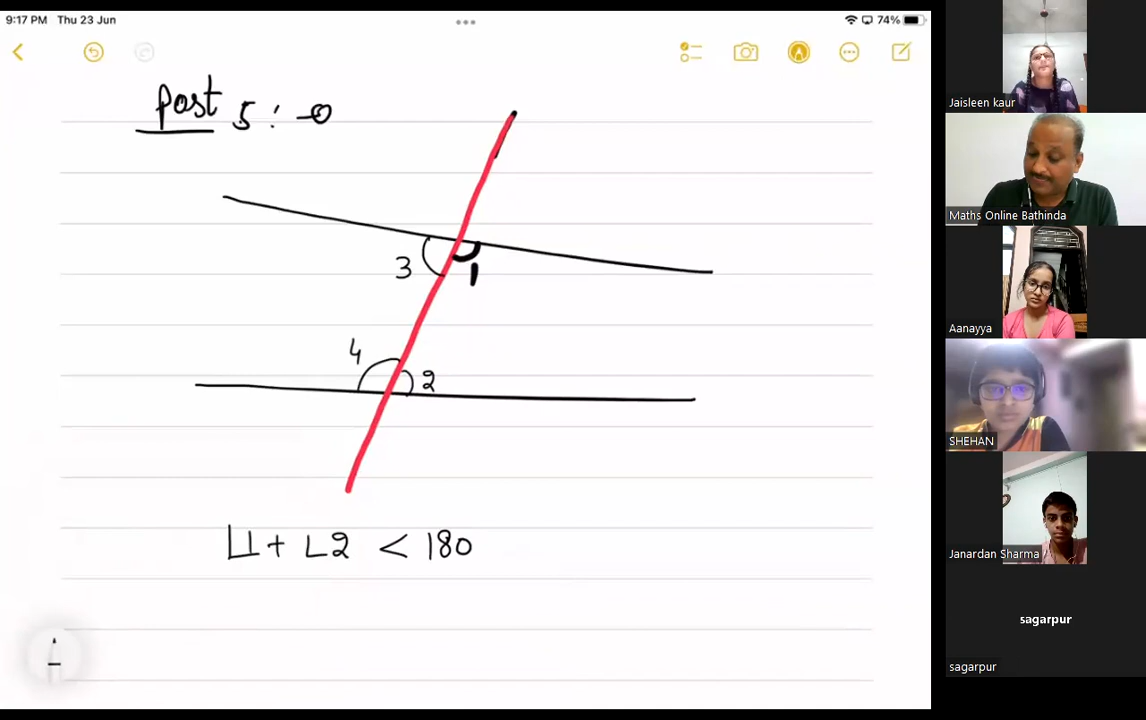 9:17 PM Thu 23 Jun
74%
Post 5 :-
3
1
4
2
∠1 + ∠2 < 180
Jaisleen kaur
Maths Online Bathinda
Aanayya
SHEHAN
Janardan Sharma
sagarpur
sagarpur